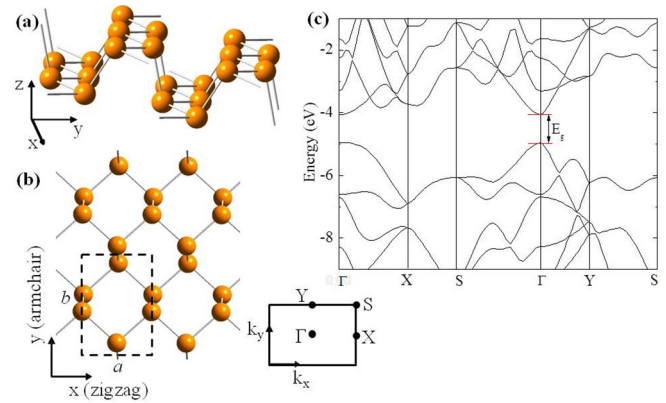 (a)
z
y
x
(b)
y (armchair)
b
a
x (zigzag)
Y
S
Γ
X
k_y
k_x
(c)
Energy (eV)
-2
-4
-6
-8
E_g
Γ X S Γ Y S